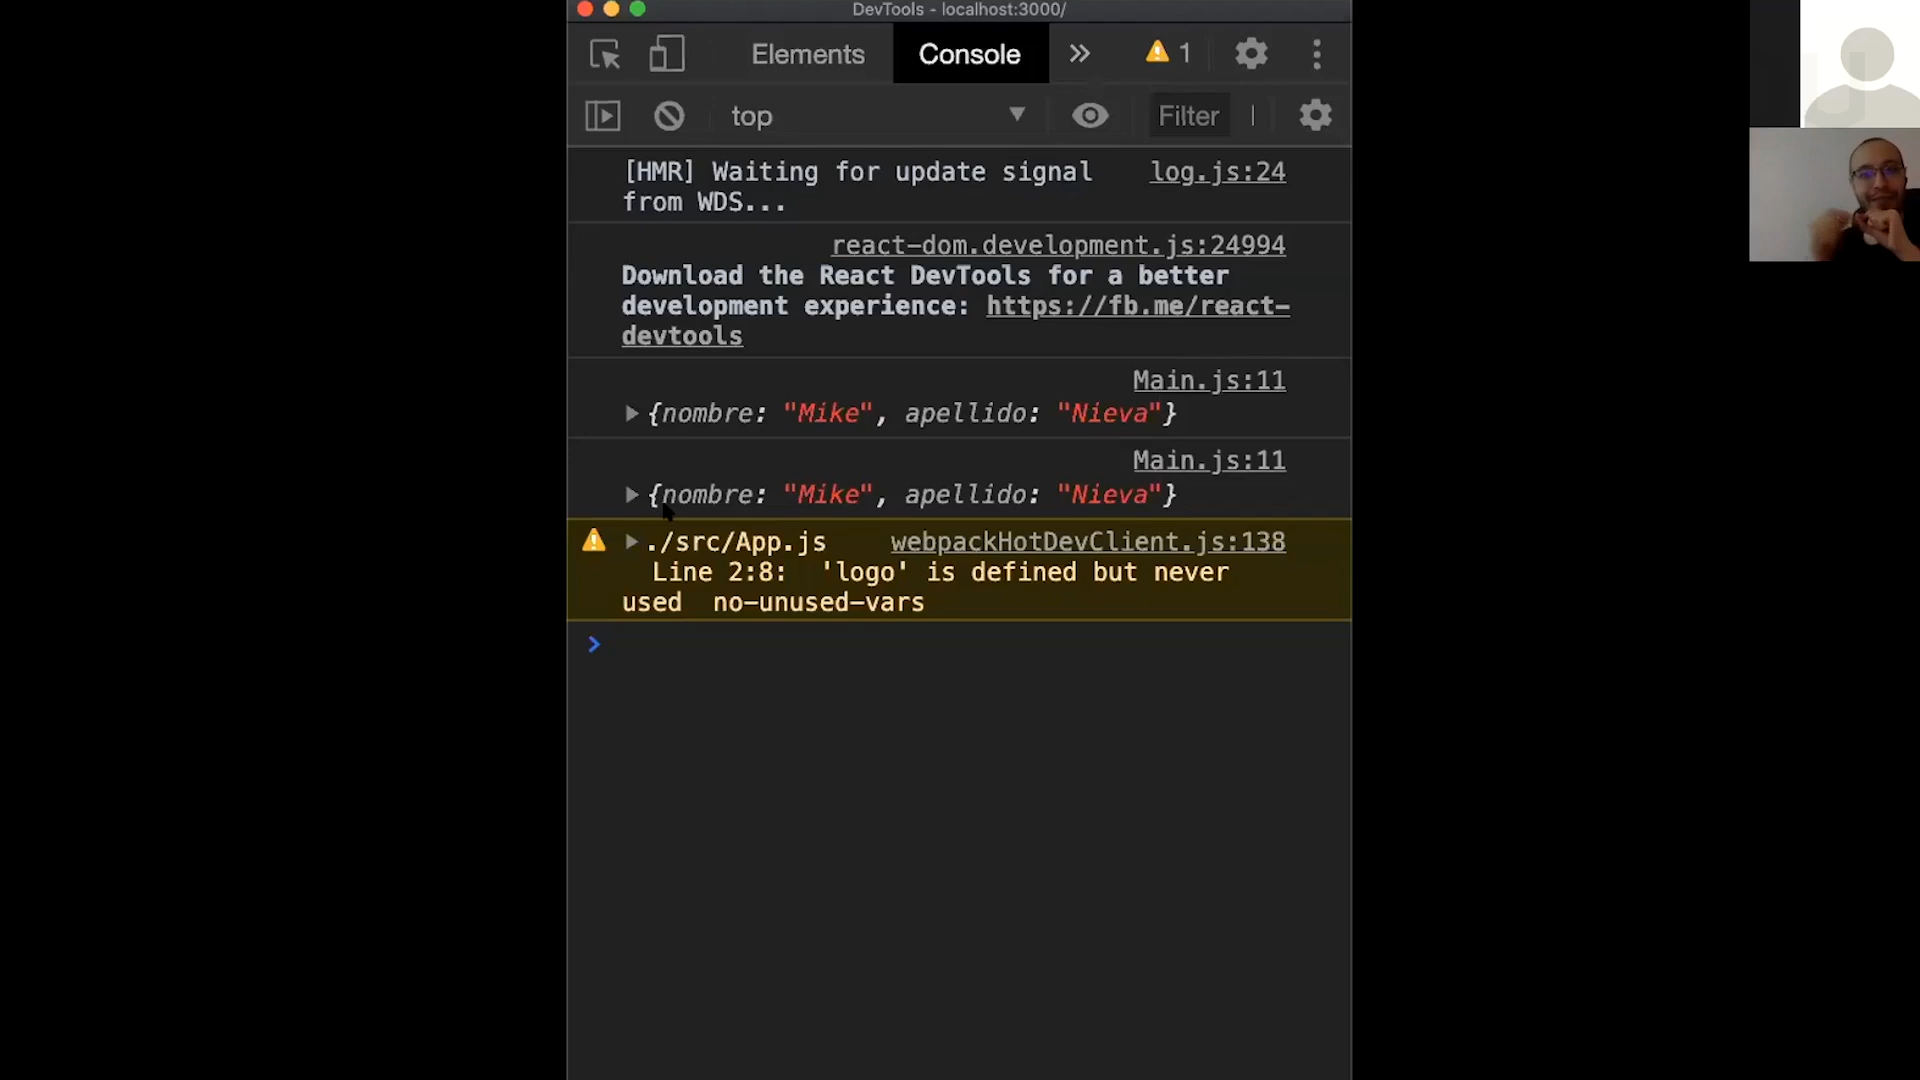 DevTools - localhost:3000/
Elements Console » 1
top Filter
[HMR] Waiting for update signal log.js:24
from WDS...
react-dom.development.js:24994
Download the React DevTools for a better
development experience: https://fb.me/react-
devtools
Main.js:11
{nombre: "Mike", apellido: "Nieva"}
Main.js:11
{nombre: "Mike", apellido: "Nieva"}
./src/App.js webpackHotDevClient.js:138
Line 2:8: 'logo' is defined but never
used no-unused-vars